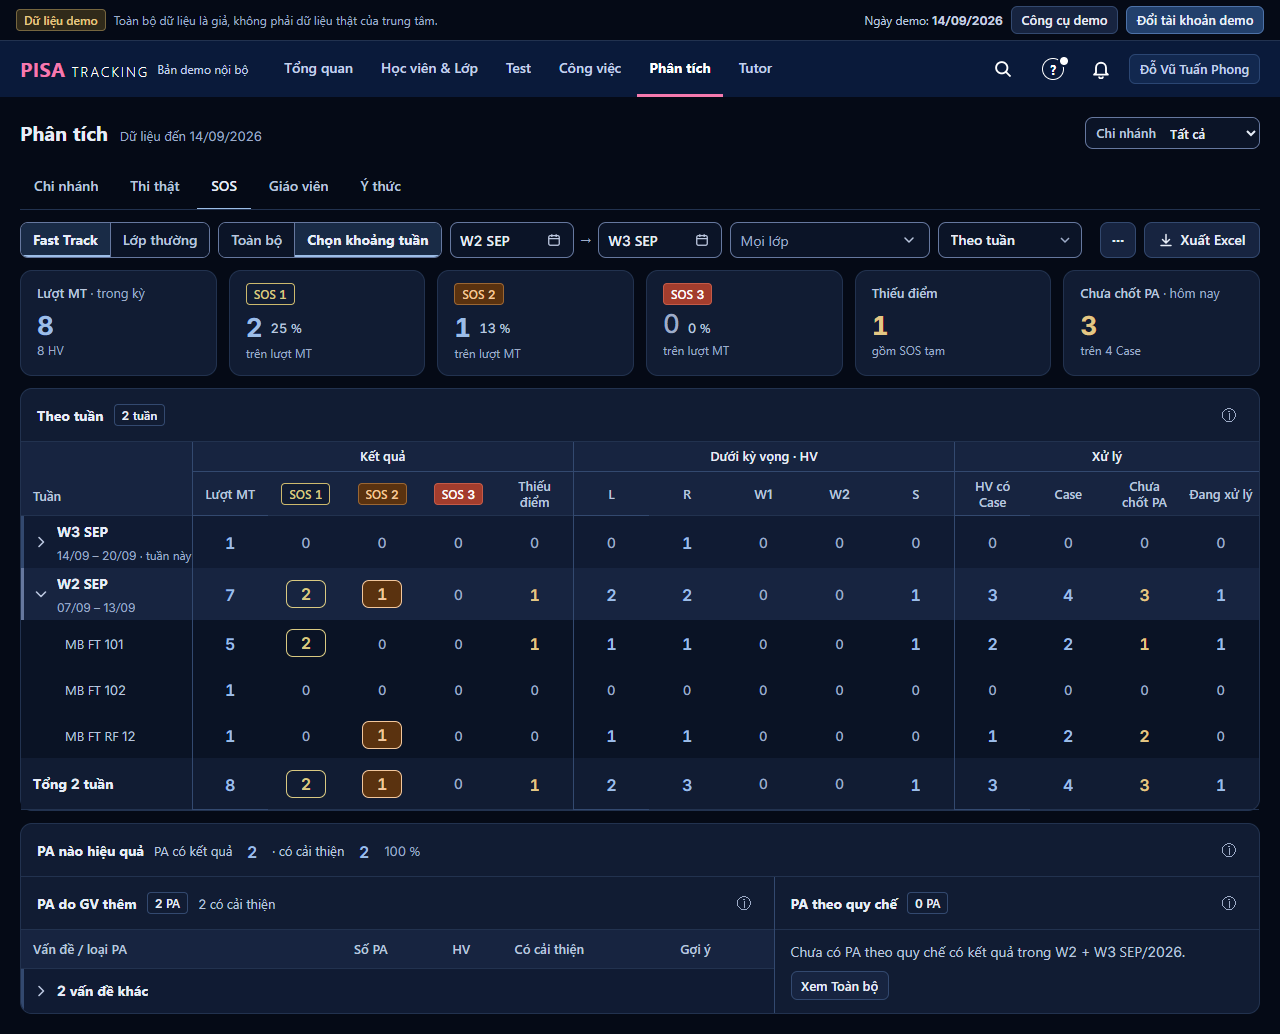 Dữ liệu demo Toàn bộ dữ liệu là giả, không phải dữ liệu thật của trung tâm. Ngày demo: 14/09/2026 Công cụ demo Đổi tài khoản demo
PISA TRACKING Bản demo nội bộ Tổng quan Học viên & Lớp Test Công việc Phân tích Tutor ? Đỗ Vũ Tuấn Phong
Phân tích Dữ liệu đến 14/09/2026 Chi nhánh Tất cả
Chi nhánh Thi thật SOS Giáo viên Ý thức
Fast Track Lớp thường Toàn bộ Chọn khoảng tuần W2 SEP → W3 SEP Mọi lớp Theo tuần ... Xuất Excel
Lượt MT · trong kỳ SOS 1 SOS 2 SOS 3 Thiếu điểm Chưa chốt PA · hôm nay
8 2 25 % 1 13 % 0 0 % 1 3
8 HV trên lượt MT trên lượt MT trên lượt MT gồm SOS tạm trên 4 Case
Theo tuần 2 tuần
Kết quả Dưới kỳ vọng · HV Xử lý
Tuần Lượt MT SOS 1 SOS 2 SOS 3 Thiếu điểm L R W1 W2 S HV có Case Case Chưa chốt PA Đang xử lý
W3 SEP
14/09 – 20/09 · tuần này 1 0 0 0 0 0 1 0 0 0 0 0 0 0
W2 SEP
07/09 – 13/09 7 2 1 0 1 2 2 0 0 1 3 4 3 1
MB FT 101 5 2 0 0 1 1 1 0 0 1 2 2 1 1
MB FT 102 1 0 0 0 0 0 0 0 0 0 0 0 0 0
MB FT RF 12 1 0 1 0 0 1 1 0 0 0 1 2 2 0
Tổng 2 tuần 8 2 1 0 1 2 3 0 0 1 3 4 3 1
PA nào hiệu quả PA có kết quả 2 · có cải thiện 2 100 %
PA do GV thêm 2 PA 2 có cải thiện
Vấn đề / loại PA Số PA HV Có cải thiện Gợi ý
2 vấn đề khác
PA theo quy chế 0 PA
Chưa có PA theo quy chế có kết quả trong W2 + W3 SEP/2026.
Xem Toàn bộ